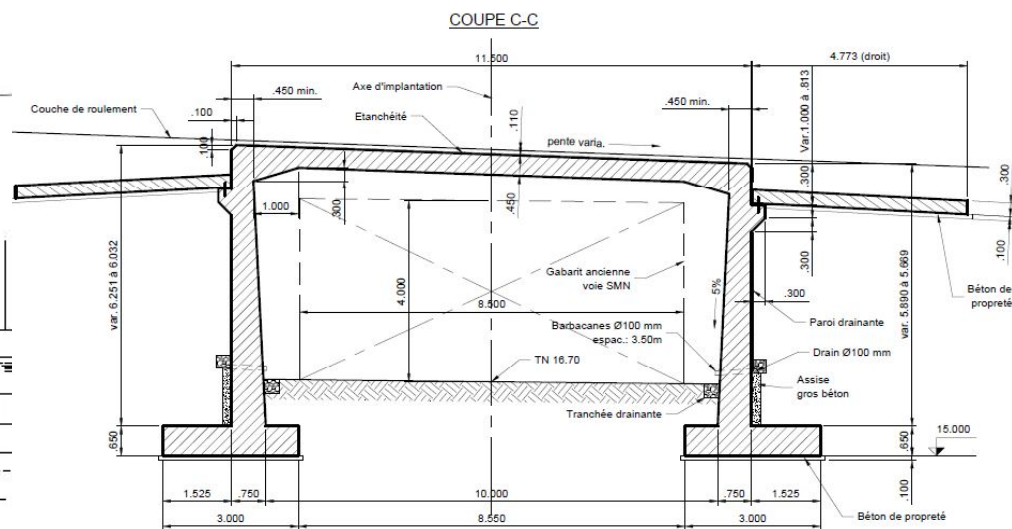 COUPE C-C
11.500
4.773 (droit)
.450 min.
Axe d'implantation
.450 min.
Couche de roulement
.100
Etanchéité
.110
pente varia.
Var.1.000 à .813
.100
.300
.300
1.000
.300
.450
.100
.300
var. 6.251 à 6.032
4.000
Gabarit ancienne
voie SMN
5%
.300
Béton de
propreté
8.500
Paroi drainante
var. 5.890 à 5.669
Barbacanes Ø100 mm
espac.: 3.50m
Drain Ø100 mm
TN 16.70
Assise
gros béton
Tranchée drainante
.650
.650
15.000
.100
1.525
.750
10.000
.750
1.525
Béton de propreté
3.000
8.550
3.000